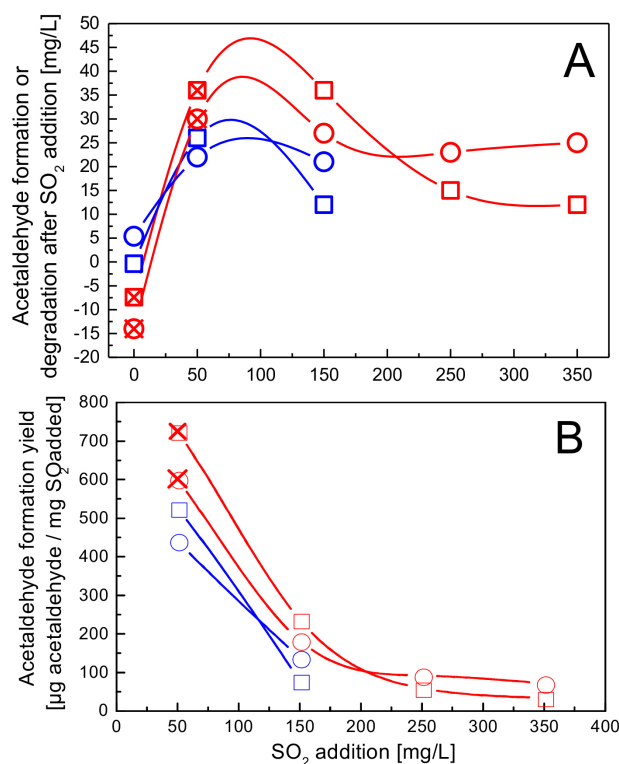 Acetaldehyde formation or
degradation after SO2 addition [mg/L]
A
50
45
40
35
30
25
20
15
10
5
0
-5
-10
-15
-20
0 50 100 150 200 250 300 350
Acetaldehyde formation yield
[µg acetaldehyde / mg SO2added]
B
800
700
600
500
400
300
200
100
0
0 50 100 150 200 250 300 350 400
SO2 addition [mg/L]